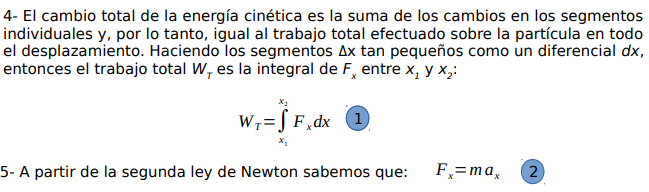 4- El cambio total de la energía cinética es la suma de los cambios en los segmentos
individuales y, por lo tanto, igual al trabajo total efectuado sobre la partícula en todo
el desplazamiento. Haciendo los segmentos Δx tan pequeños como un diferencial dx,
entonces el trabajo total W_T es la integral de F_x entre x_1 y x_2:
W_T=∫_{x_1}^{x_2} F_x dx 1
5- A partir de la segunda ley de Newton sabemos que: F_x=ma_x 2